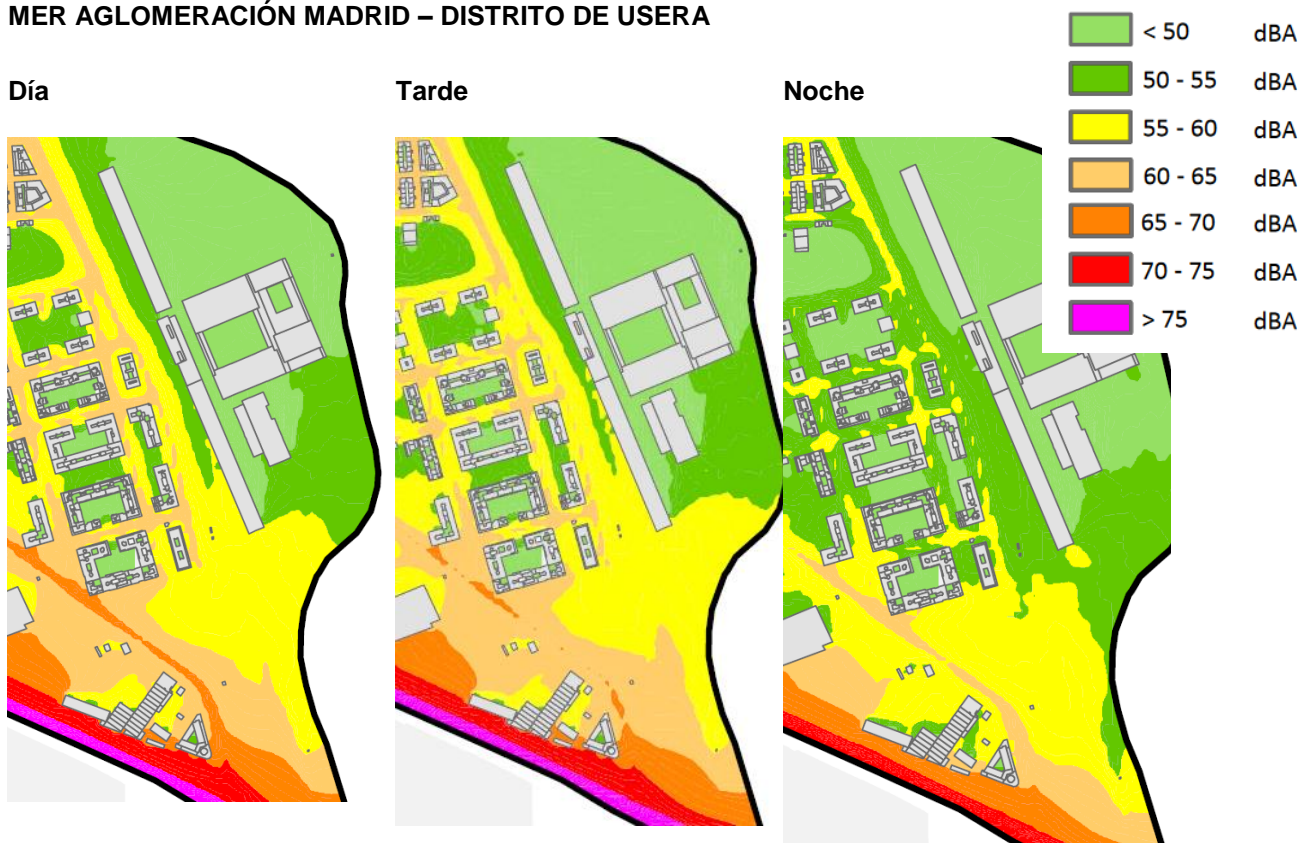 MER AGLOMERACIÓN MADRID – DISTRITO DE USERA
Día
Tarde
Noche
< 50 dBA
50 - 55 dBA
55 - 60 dBA
60 - 65 dBA
65 - 70 dBA
70 - 75 dBA
> 75 dBA